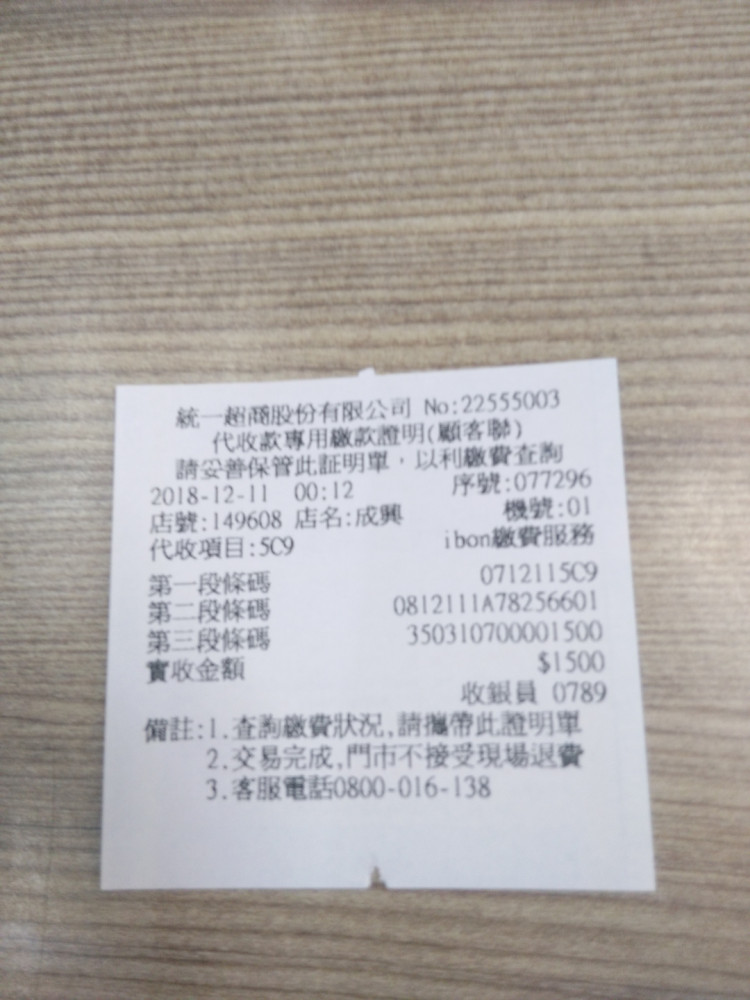 統一超商股份有限公司 No:22555003
代收款專用繳款證明(顧客聯)
請妥善保管此証明單，以利繳費查詢
2018-12-11 00:12 序號:077296
店號:149608 店名:成興 機號:01
代收項目:5C9 ibon繳費服務
第一段條碼 0712115C9
第二段條碼 0812111A78256601
第三段條碼 350310700001500
實收金額 $1500
收銀員 0789
備註:1.查詢繳費狀況,請攜帶此證明單
2.交易完成,門市不接受現場退費
3.客服電話0800-016-138